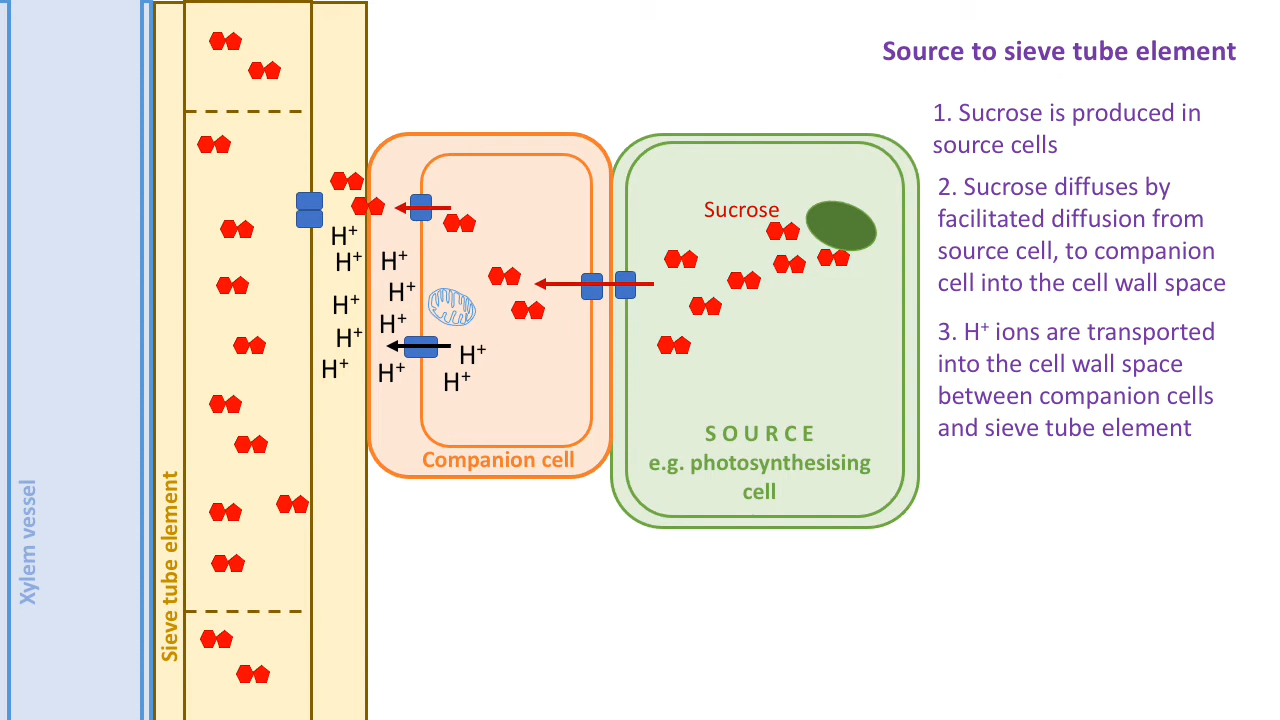 Source to sieve tube element
1. Sucrose is produced in
source cells
2. Sucrose diffuses by
facilitated diffusion from
source cell, to companion
cell into the cell wall space
3. H⁺ ions are transported
into the cell wall space
between companion cells
and sieve tube element
Xylem vessel
Sieve tube element
H⁺
H⁺
H⁺
H⁺
H⁺
H⁺
H⁺
H⁺
H⁺
H⁺
H⁺
Companion cell
Sucrose
S O U R C E
e.g. photosynthesising
cell